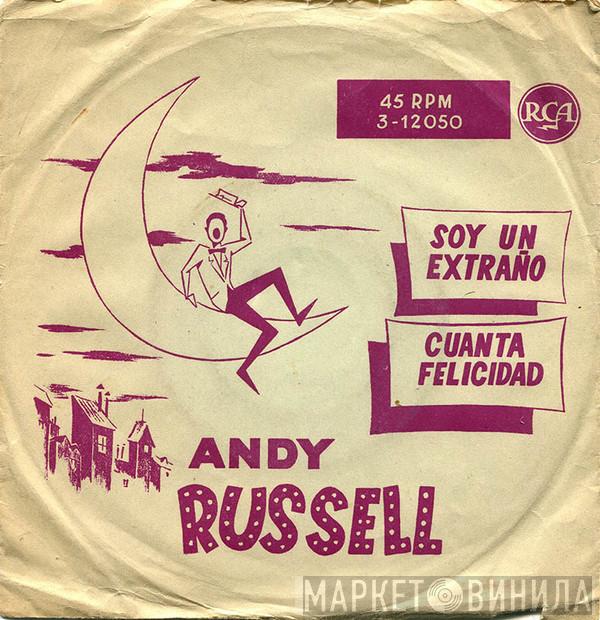 45 RPM
3-12050
RCA
SOY UN
EXTRAÑO
CUANTA
FELICIDAD
ANDY
RUSSELL
МАРКЕТ ВИНИЛА